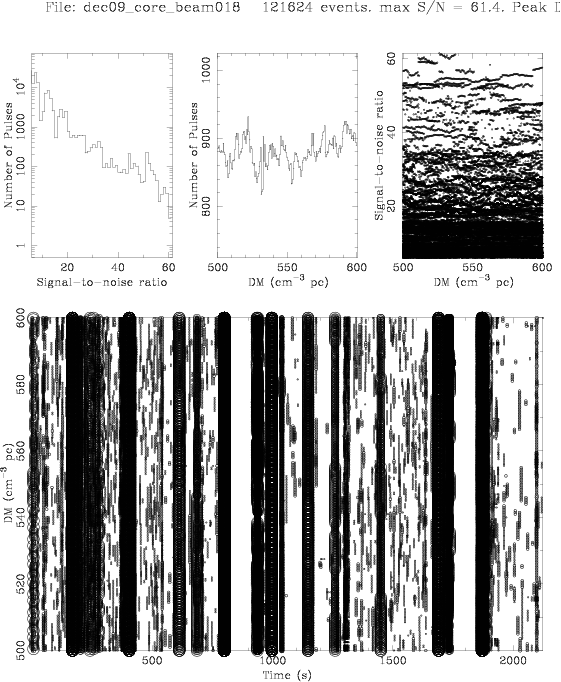 File: dec09_core_beam018 121624 events. max S/N = 61.4. Peak D
Number of Pulses
10⁴
1000
100
10
1
20 40 60
Signal-to-noise ratio
Number of Pulses
1000
900
800
500 550 600
DM (cm⁻³ pc)
Signal-to-noise ratio
60
40
20
500 550 600
DM (cm⁻³ pc)
DM (cm⁻³ pc)
600
580
560
540
520
500
500 1000 1500 2000
Time (s)